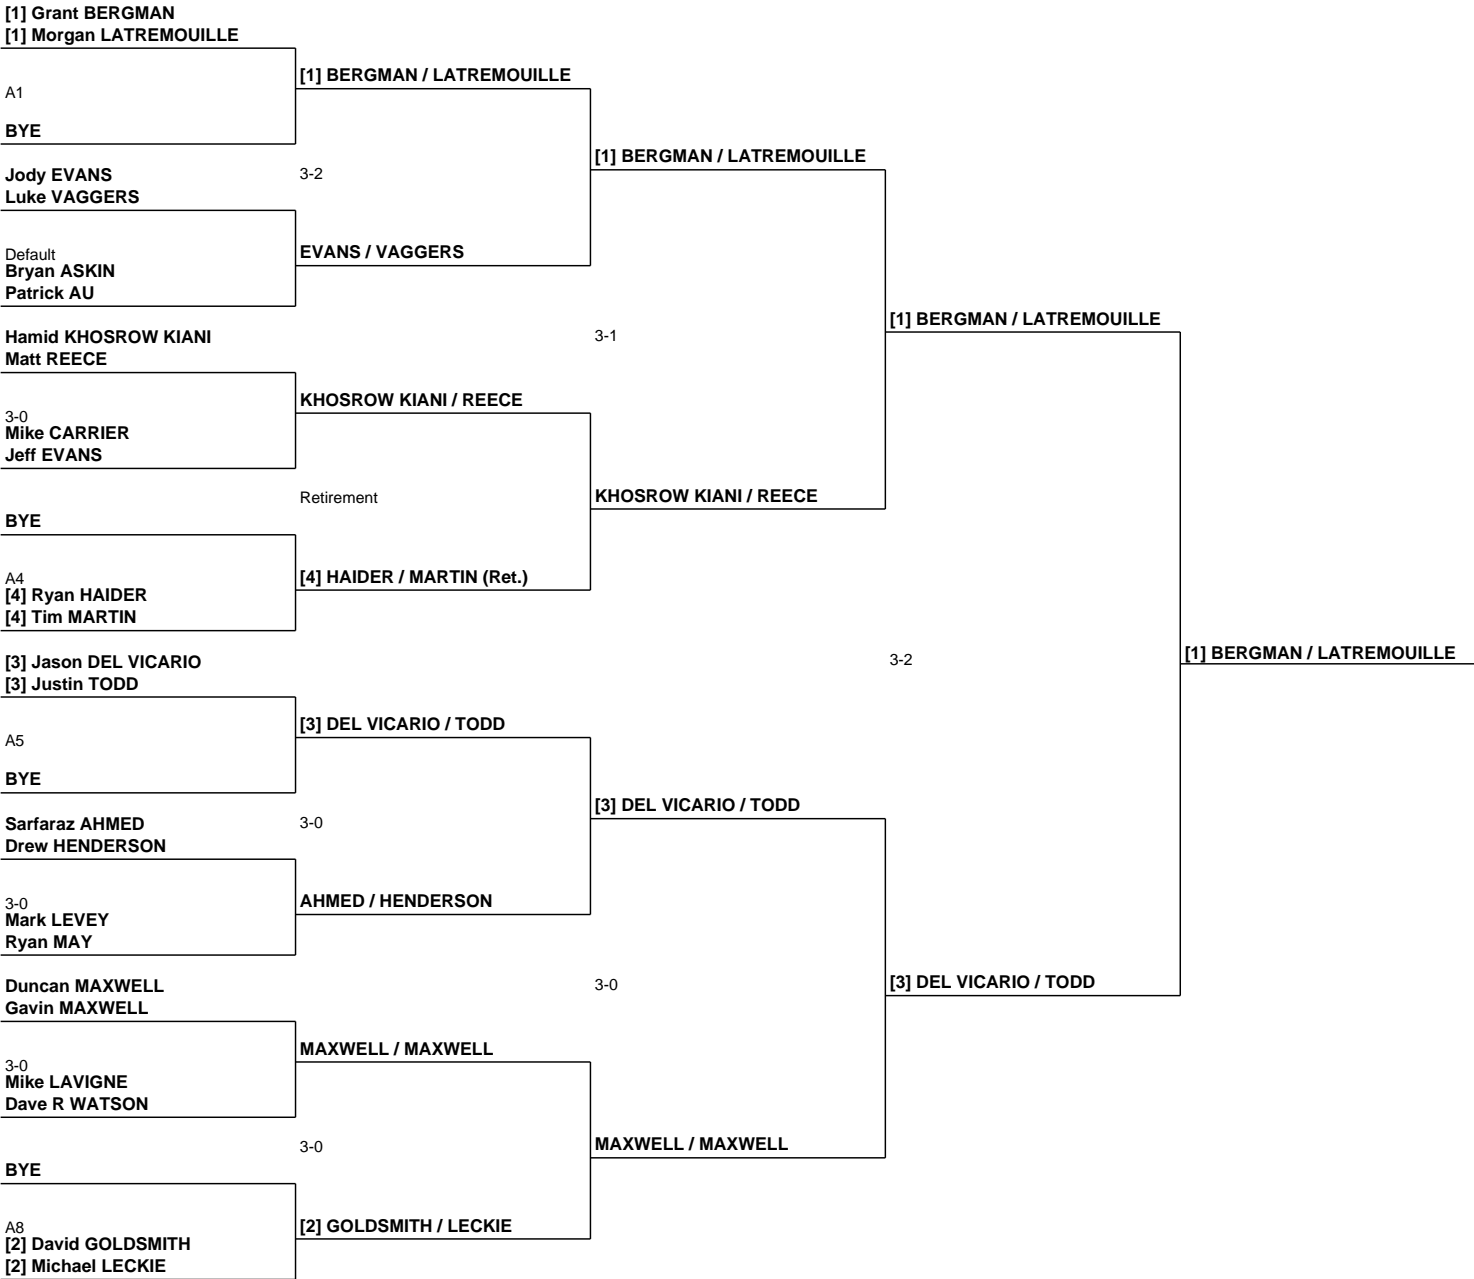 [1] Grant BERGMAN
[1] Morgan LATREMOUILLE
[1] BERGMAN / LATREMOUILLE
A1
BYE
[1] BERGMAN / LATREMOUILLE
Jody EVANS
3-2
Luke VAGGERS
Default
EVANS / VAGGERS
Bryan ASKIN
Patrick AU
[1] BERGMAN / LATREMOUILLE
Hamid KHOSROW KIANI
3-1
Matt REECE
KHOSROW KIANI / REECE
3-0
Mike CARRIER
Jeff EVANS
Retirement
KHOSROW KIANI / REECE
BYE
A4
[4] HAIDER / MARTIN (Ret.)
[4] Ryan HAIDER
[4] Tim MARTIN
[1] BERGMAN / LATREMOUILLE
[3] Jason DEL VICARIO
3-2
[3] Justin TODD
[3] DEL VICARIO / TODD
A5
BYE
[3] DEL VICARIO / TODD
Sarfaraz AHMED
3-0
Drew HENDERSON
3-0
AHMED / HENDERSON
Mark LEVEY
Ryan MAY
[3] DEL VICARIO / TODD
Duncan MAXWELL
3-0
Gavin MAXWELL
MAXWELL / MAXWELL
3-0
Mike LAVIGNE
Dave R WATSON
3-0
MAXWELL / MAXWELL
BYE
A8
[2] GOLDSMITH / LECKIE
[2] David GOLDSMITH
[2] Michael LECKIE